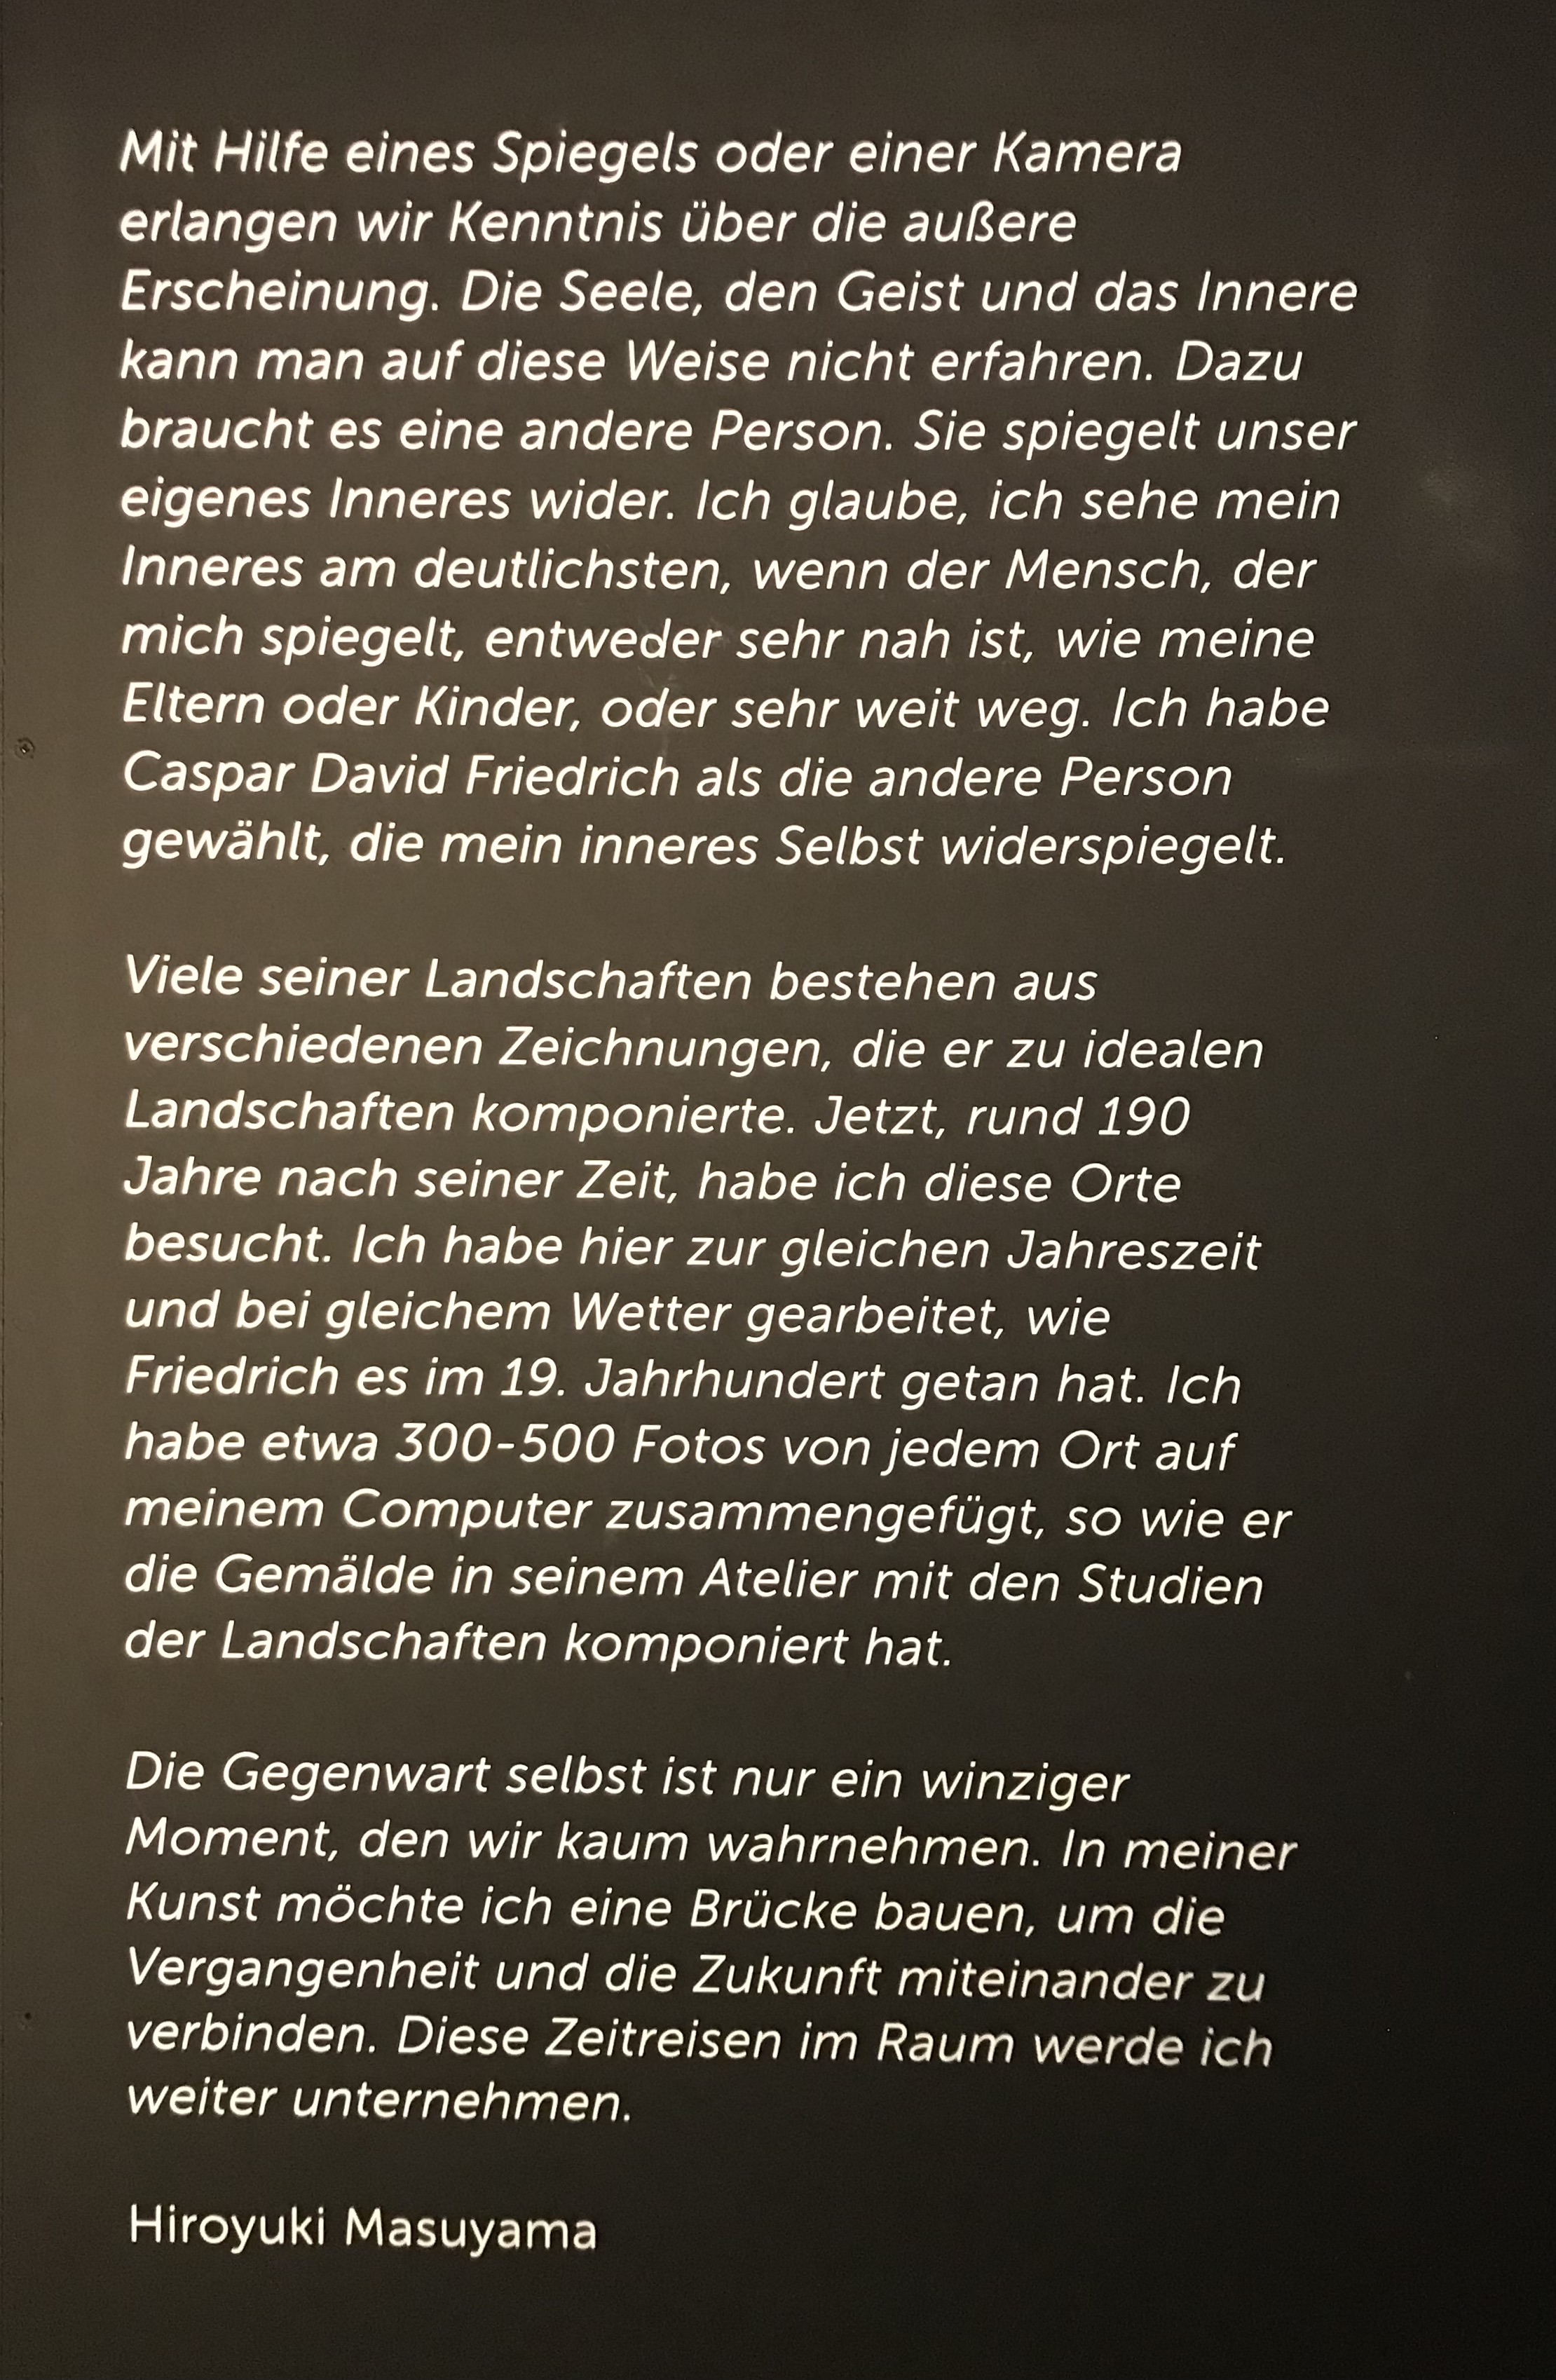 Mit Hilfe eines Spiegels oder einer Kamera
erlangen wir Kenntnis über die außere
Erscheinung. Die Seele, den Geist und das Innere
kann man auf diese Weise nicht erfahren. Dazu
braucht es eine andere Person. Sie spiegelt unser
eigenes Inneres wider. Ich glaube, ich sehe mein
Inneres am deutlichsten, wenn der Mensch, der
mich spiegelt, entweder sehr nah ist, wie meine
Eltern oder Kinder, oder sehr weit weg. Ich habe
Caspar David Friedrich als die andere Person
gewählt, die mein inneres Selbst widerspiegelt.
Viele seiner Landschaften bestehen aus
verschiedenen Zeichnungen, die er zu idealen
Landschaften komponierte. Jetzt, rund 190
Jahre nach seiner Zeit, habe ich diese Orte
besucht. Ich habe hier zur gleichen Jahreszeit
und bei gleichem Wetter gearbeitet, wie
Friedrich es im 19. Jahrhundert getan hat. Ich
habe etwa 300-500 Fotos von jedem Ort auf
meinem Computer zusammengefügt, so wie er
die Gemälde in seinem Atelier mit den Studien
der Landschaften komponiert hat.
Die Gegenwart selbst ist nur ein winziger
Moment, den wir kaum wahrnehmen. In meiner
Kunst möchte ich eine Brücke bauen, um die
Vergangenheit und die Zukunft miteinander zu
verbinden. Diese Zeitreisen im Raum werde ich
weiter unternehmen.
Hiroyuki Masuyama